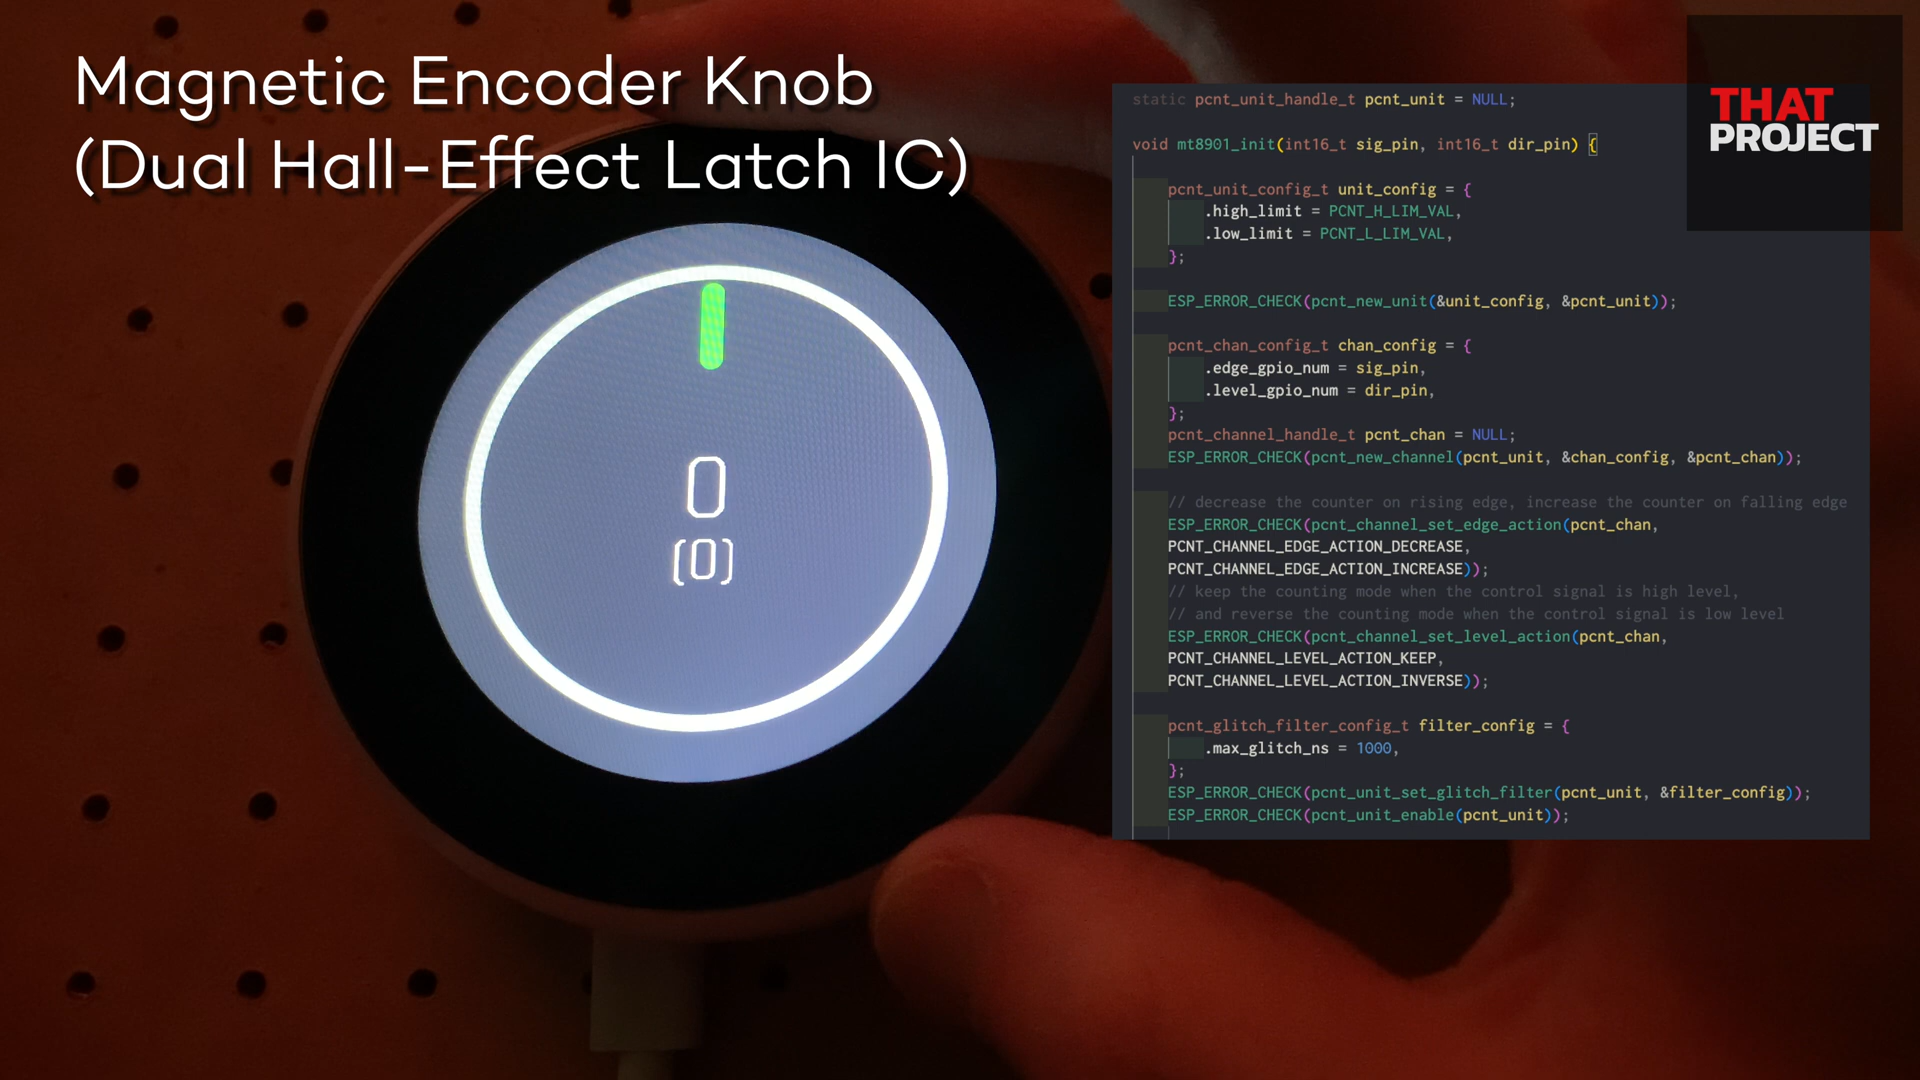 Magnetic Encoder Knob
(Dual Hall-Effect Latch IC)
THAT
PROJECT
0
(0)
static pcnt_unit_handle_t pcnt_unit = NULL;
void mt8901_init(int16_t sig_pin, int16_t dir_pin) {
pcnt_unit_config_t unit_config = {
.high_limit = PCNT_H_LIM_VAL,
.low_limit = PCNT_L_LIM_VAL,
};
ESP_ERROR_CHECK(pcnt_new_unit(&unit_config, &pcnt_unit));
pcnt_chan_config_t chan_config = {
.edge_gpio_num = sig_pin,
.level_gpio_num = dir_pin,
};
pcnt_channel_handle_t pcnt_chan = NULL;
ESP_ERROR_CHECK(pcnt_new_channel(pcnt_unit, &chan_config, &pcnt_chan));
// decrease the counter on rising edge, increase the counter on falling edge
ESP_ERROR_CHECK(pcnt_channel_set_edge_action(pcnt_chan,
PCNT_CHANNEL_EDGE_ACTION_DECREASE,
PCNT_CHANNEL_EDGE_ACTION_INCREASE));
// keep the counting mode when the control signal is high level,
// and reverse the counting mode when the control signal is low level
ESP_ERROR_CHECK(pcnt_channel_set_level_action(pcnt_chan,
PCNT_CHANNEL_LEVEL_ACTION_KEEP,
PCNT_CHANNEL_LEVEL_ACTION_INVERSE));
pcnt_glitch_filter_config_t filter_config = {
.max_glitch_ns = 1000,
};
ESP_ERROR_CHECK(pcnt_unit_set_glitch_filter(pcnt_unit, &filter_config));
ESP_ERROR_CHECK(pcnt_unit_enable(pcnt_unit));